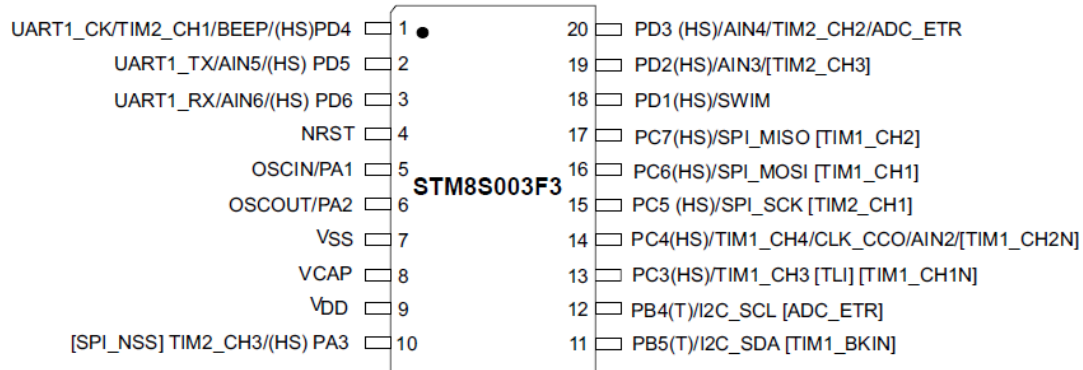 UART1_CK/TIM2_CH1/BEEP/(HS)PD4 1 20 PD3 (HS)/AIN4/TIM2_CH2/ADC_ETR
UART1_TX/AIN5/(HS) PD5 2 19 PD2(HS)/AIN3/[TIM2_CH3]
UART1_RX/AIN6/(HS) PD6 3 18 PD1(HS)/SWIM
NRST 4 17 PC7(HS)/SPI_MISO [TIM1_CH2]
OSCIN/PA1 5 16 PC6(HS)/SPI_MOSI [TIM1_CH1]
STM8S003F3
OSCOUT/PA2 6 15 PC5 (HS)/SPI_SCK [TIM2_CH1]
VSS 7 14 PC4(HS)/TIM1_CH4/CLK_CCO/AIN2/[TIM1_CH2N]
VCAP 8 13 PC3(HS)/TIM1_CH3 [TLI] [TIM1_CH1N]
VDD 9 12 PB4(T)/I2C_SCL [ADC_ETR]
[SPI_NSS] TIM2_CH3/(HS) PA3 10 11 PB5(T)/I2C_SDA [TIM1_BKIN]